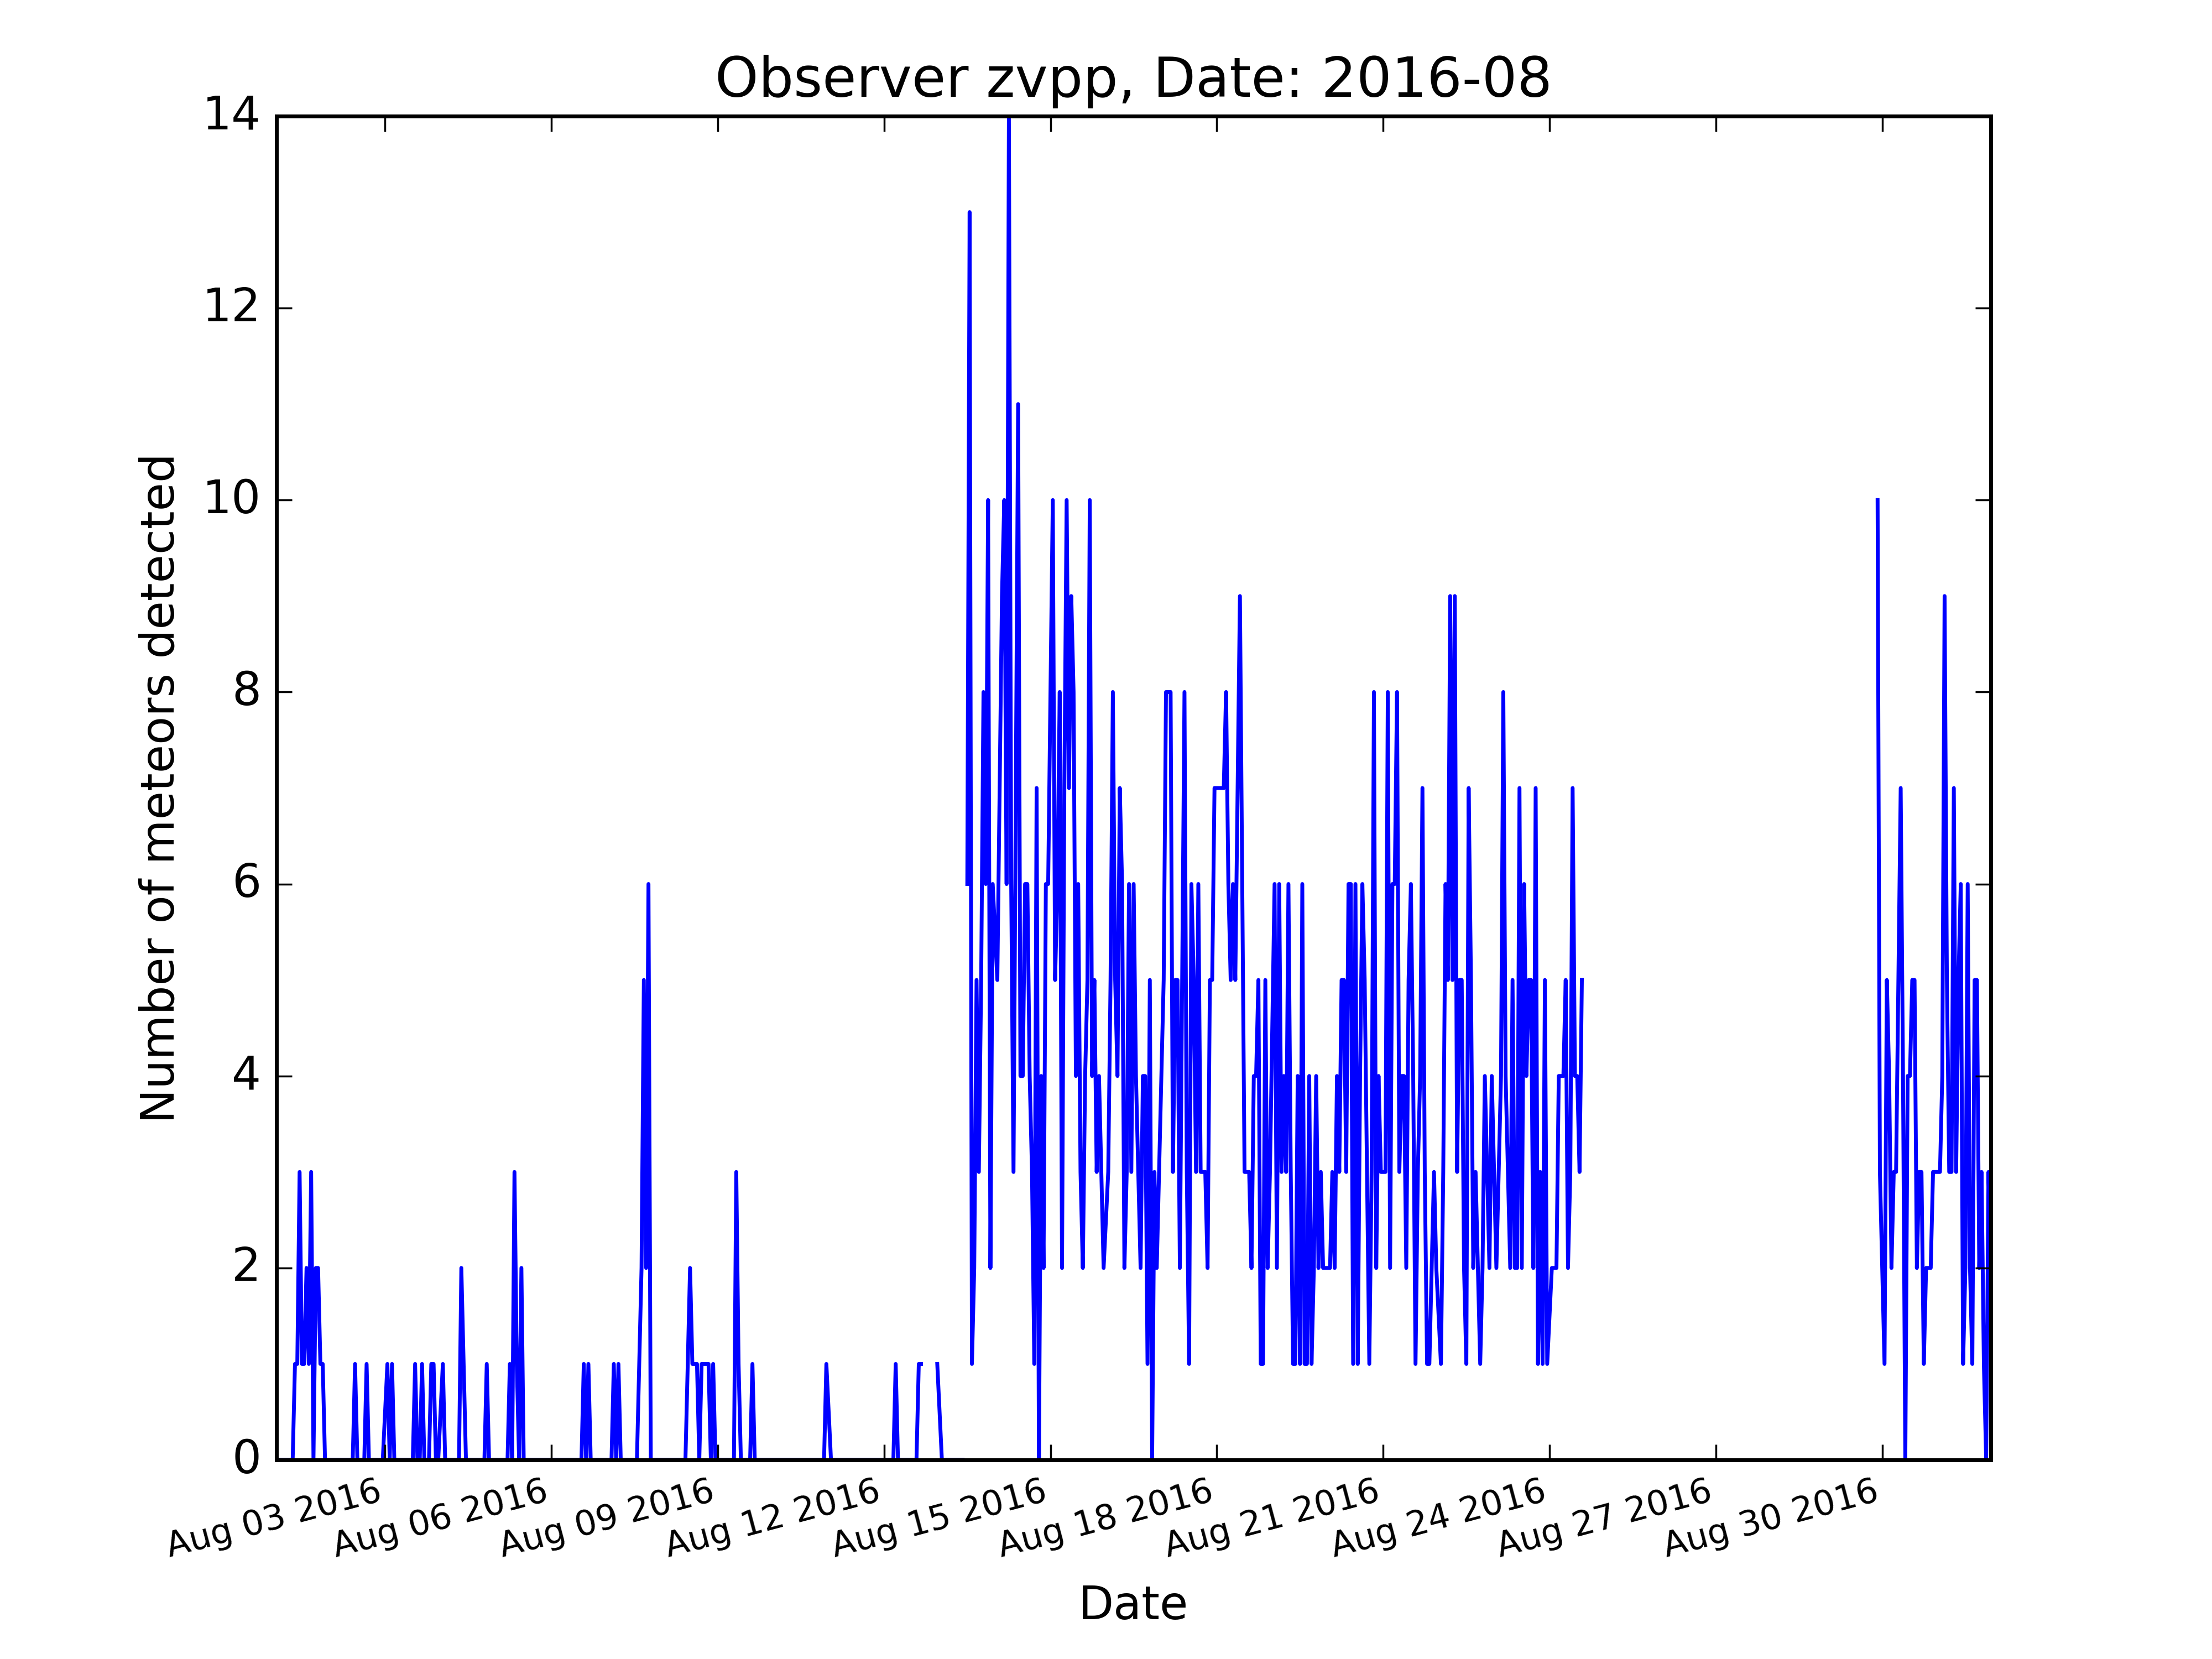 Observer zvpp, Date: 2016-08
14
12
10
8
6
4
2
0
Number of meteors detected
Aug 03 2016
Aug 06 2016
Aug 09 2016
Aug 12 2016
Aug 15 2016
Aug 18 2016
Aug 21 2016
Aug 24 2016
Aug 27 2016
Aug 30 2016
Date